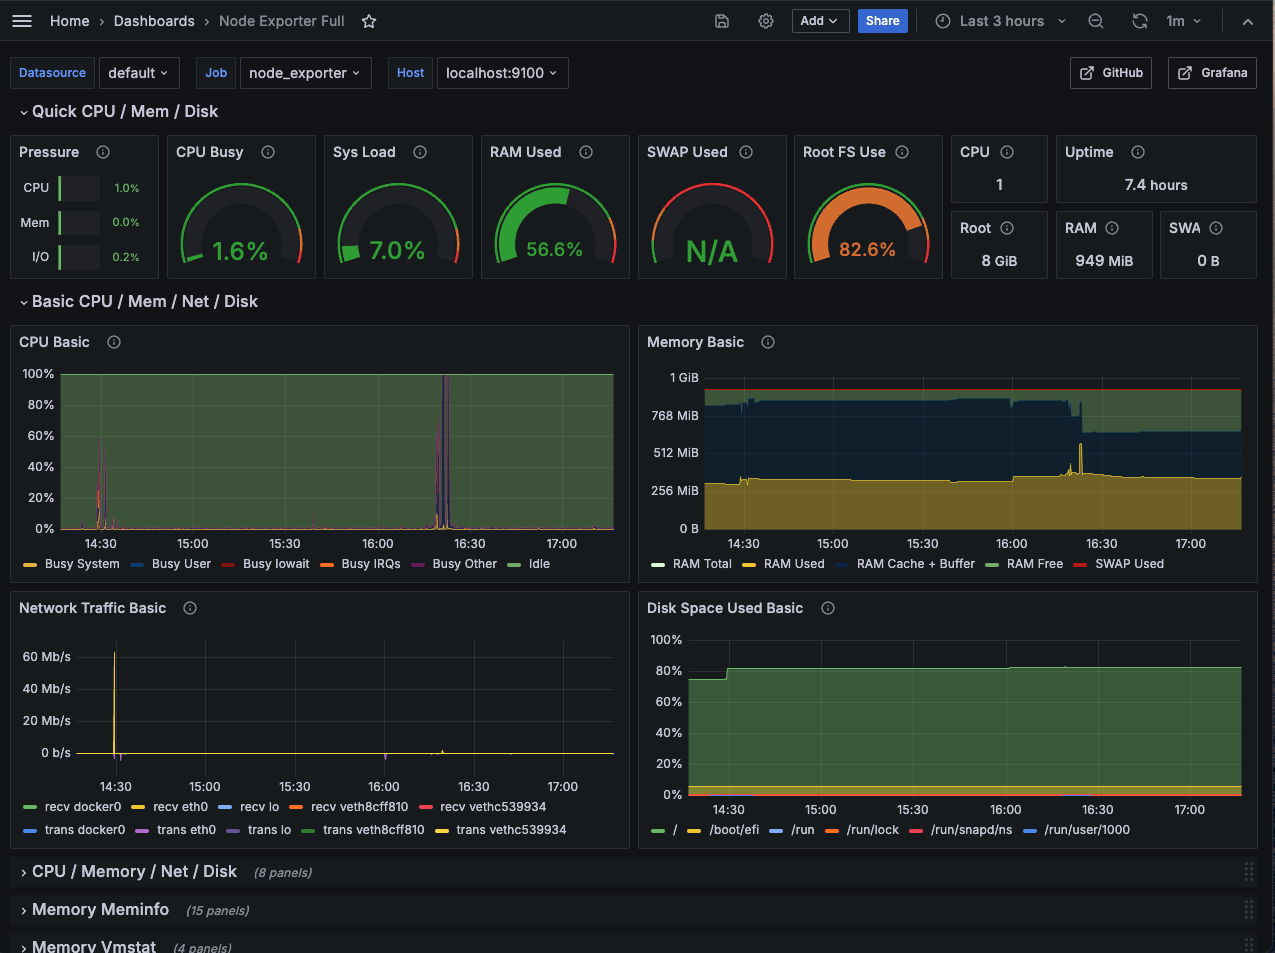 Home › Dashboards › Node Exporter Full
Add
Share
Last 3 hours
1m
Datasource default
Job node_exporter
Host localhost:9100
GitHub
Grafana
Quick CPU / Mem / Disk
Pressure
CPU 1.0%
Mem 0.0%
I/O 0.2%
CPU Busy
1.6%
Sys Load
7.0%
RAM Used
56.6%
SWAP Used
N/A
Root FS Use
82.6%
CPU
1
Uptime
7.4 hours
Root
8 GiB
RAM
949 MiB
SWA
0 B
Basic CPU / Mem / Net / Disk
CPU Basic
100%
80%
60%
40%
20%
0%
14:30 15:00 15:30 16:00 16:30 17:00
Busy System Busy User Busy Iowait Busy IRQs Busy Other Idle
Memory Basic
1 GiB
768 MiB
512 MiB
256 MiB
0 B
14:30 15:00 15:30 16:00 16:30 17:00
RAM Total RAM Used RAM Cache + Buffer RAM Free SWAP Used
Network Traffic Basic
60 Mb/s
40 Mb/s
20 Mb/s
0 b/s
14:30 15:00 15:30 16:00 16:30 17:00
recv docker0 recv eth0 recv lo recv veth8cff810 recv vethc539934
trans docker0 trans eth0 trans lo trans veth8cff810 trans vethc539934
Disk Space Used Basic
100%
80%
60%
40%
20%
0%
14:30 15:00 15:30 16:00 16:30 17:00
/ /boot/efi /run /run/lock /run/snapd/ns /run/user/1000
CPU / Memory / Net / Disk (8 panels)
Memory Meminfo (15 panels)
Memory Vmstat (4 panels)